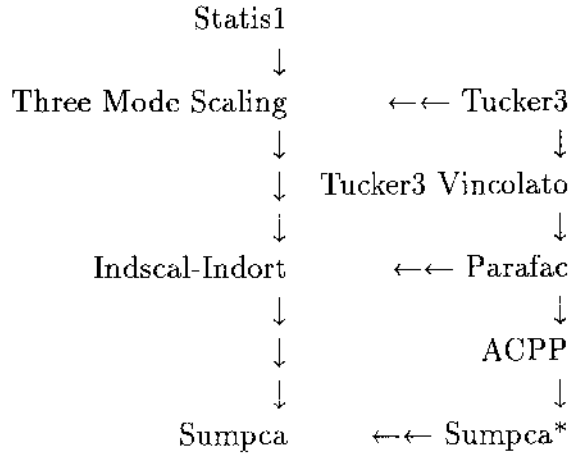 Statis1
↓
Three Mode Scaling ←← Tucker3
↓ ↓
↓ Tucker3 Vincolato
↓ ↓
Indscal-Indort ←← Parafac
↓ ↓
↓ ACPP
↓ ↓
Sumpca ←← Sumpca*